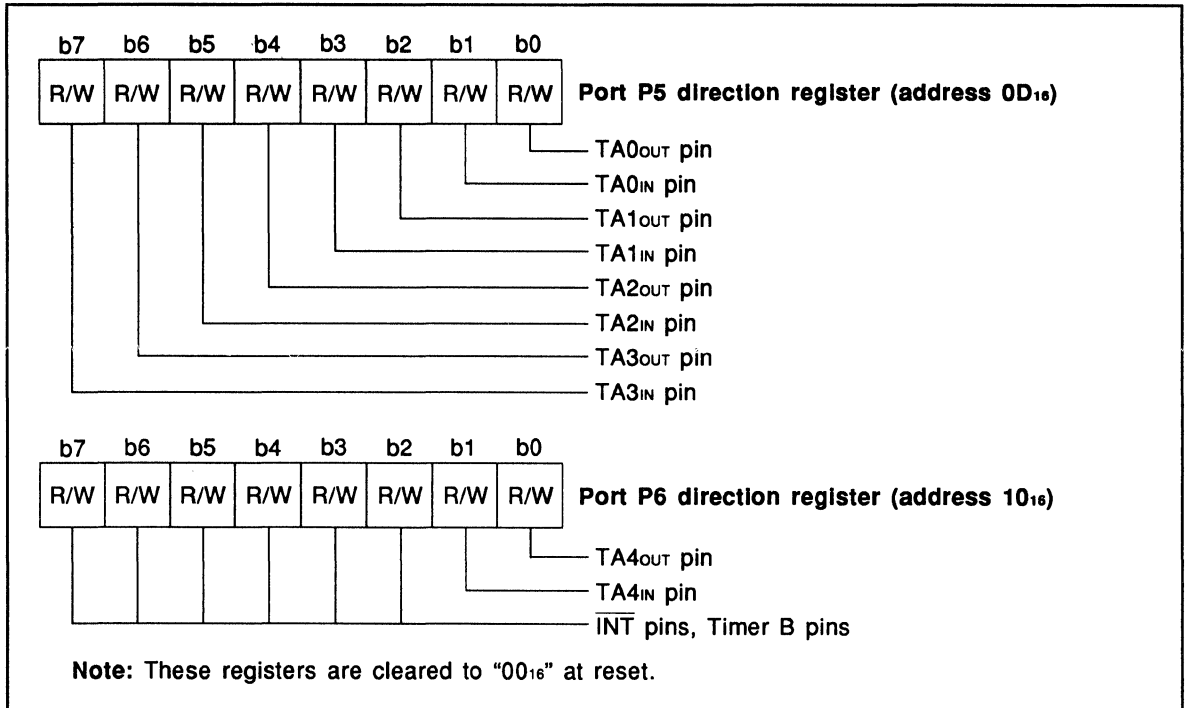 b7 b6 b5 b4 b3 b2 b1 b0
R/W R/W R/W R/W R/W R/W R/W R/W Port P5 direction register (address 0D₁₆)
TA0OUT pin
TA0IN pin
TA1OUT pin
TA1IN pin
TA2OUT pin
TA2IN pin
TA3OUT pin
TA3IN pin
b7 b6 b5 b4 b3 b2 b1 b0
R/W R/W R/W R/W R/W R/W R/W R/W Port P6 direction register (address 10₁₆)
TA4OUT pin
TA4IN pin
I̅N̅T̅ pins, Timer B pins
Note: These registers are cleared to “00₁₆” at reset.